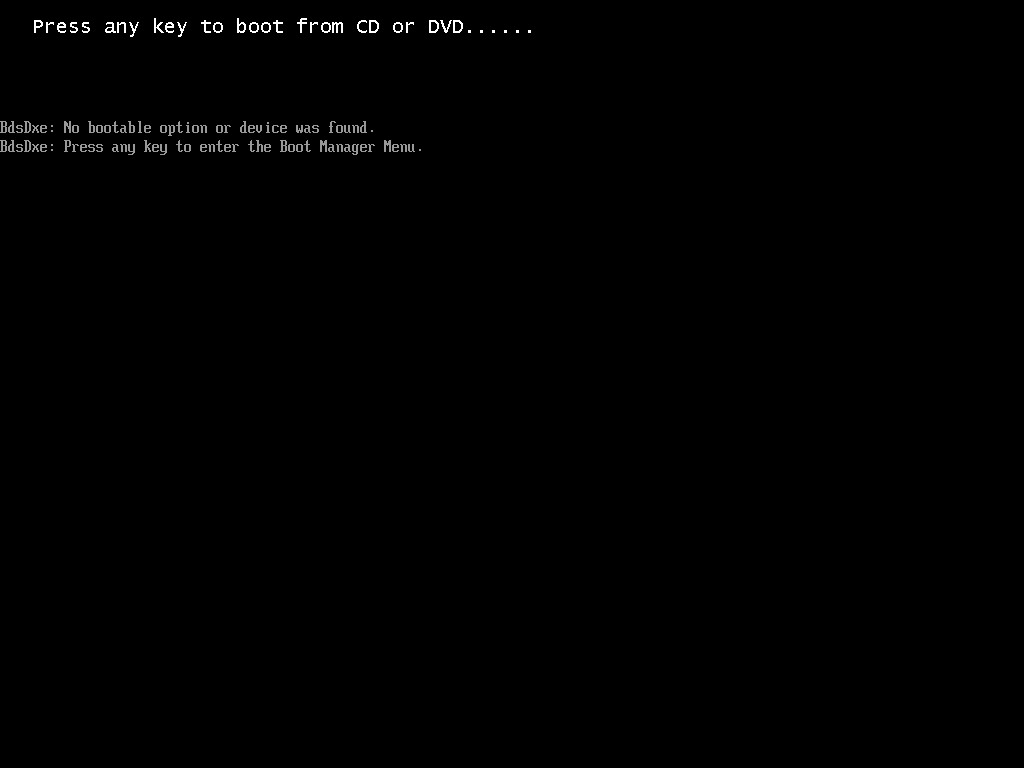 Press any key to boot from CD or DVD......
BdsDxe: No bootable option or device was found.
BdsDxe: Press any key to enter the Boot Manager Menu.